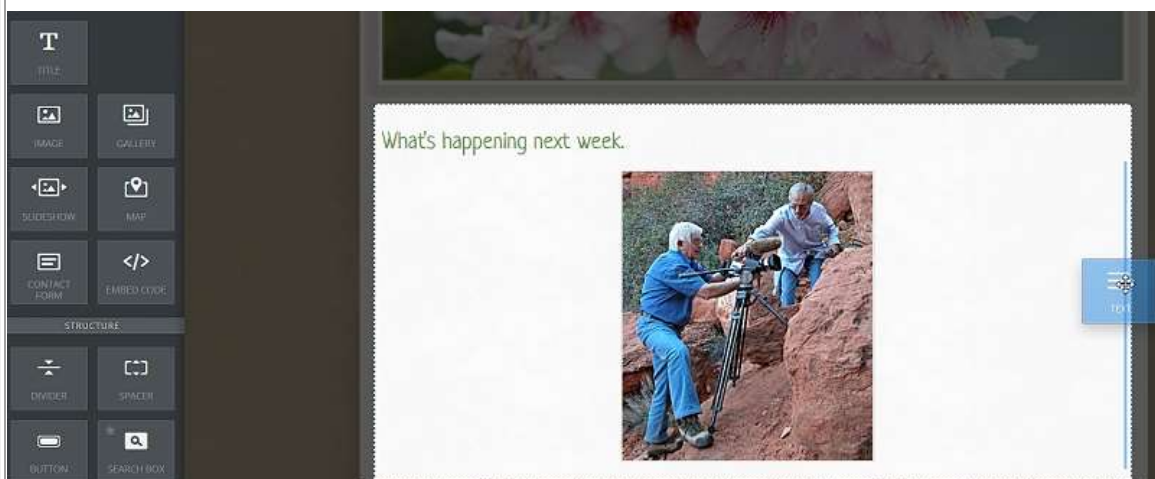 T
TITLE
IMAGE
GALLERY
SLIDESHOW
MAP
CONTACT
FORM
</>
EMBED CODE
STRUCTURE
DIVIDER
SPACER
BUTTON
SEARCH BOX
What's happening next week.
TEXT